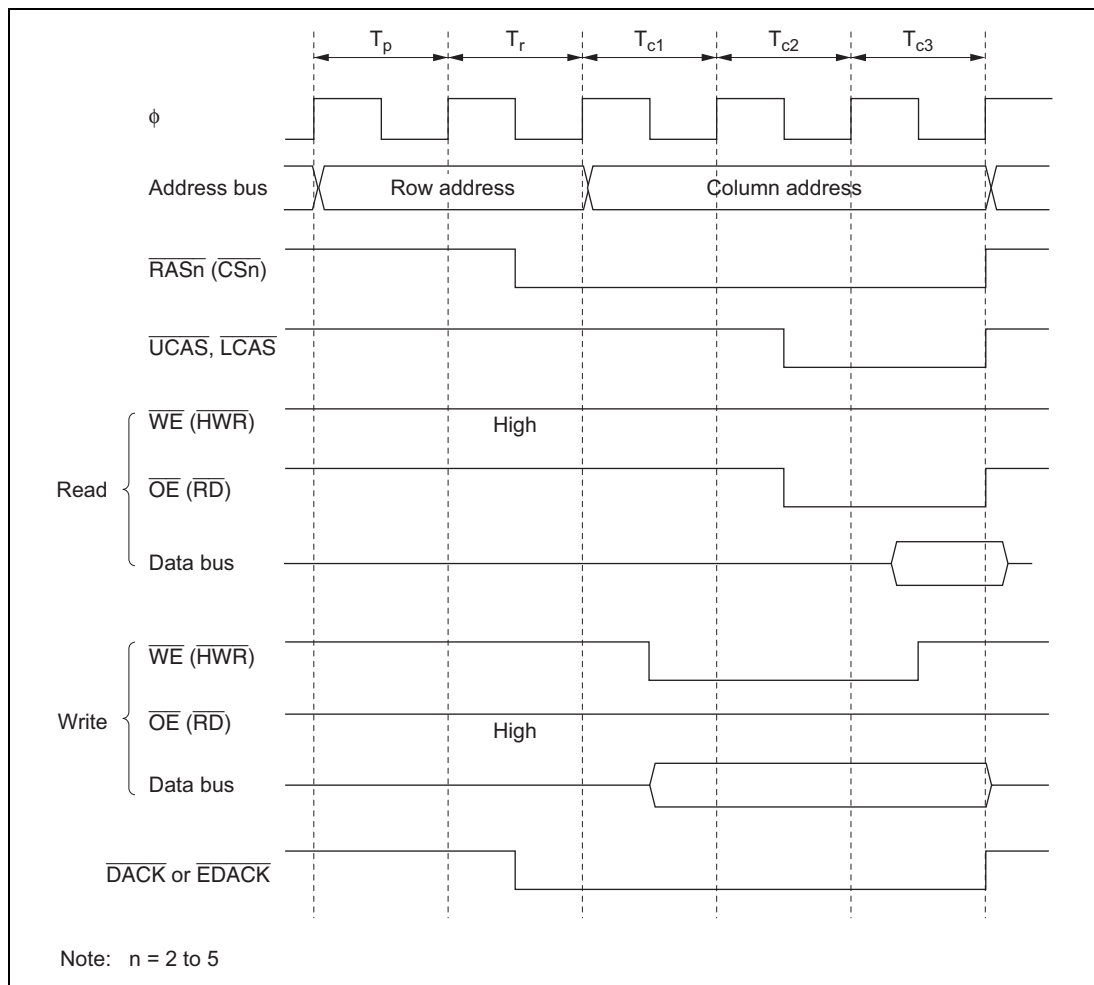 Tp Tr Tc1 Tc2 Tc3
ϕ
Address bus Row address Column address
RASn (CSn)
UCAS, LCAS
WE (HWR) High
Read OE (RD)
Data bus
WE (HWR)
Write OE (RD) High
Data bus
DACK or EDACK
Note: n = 2 to 5